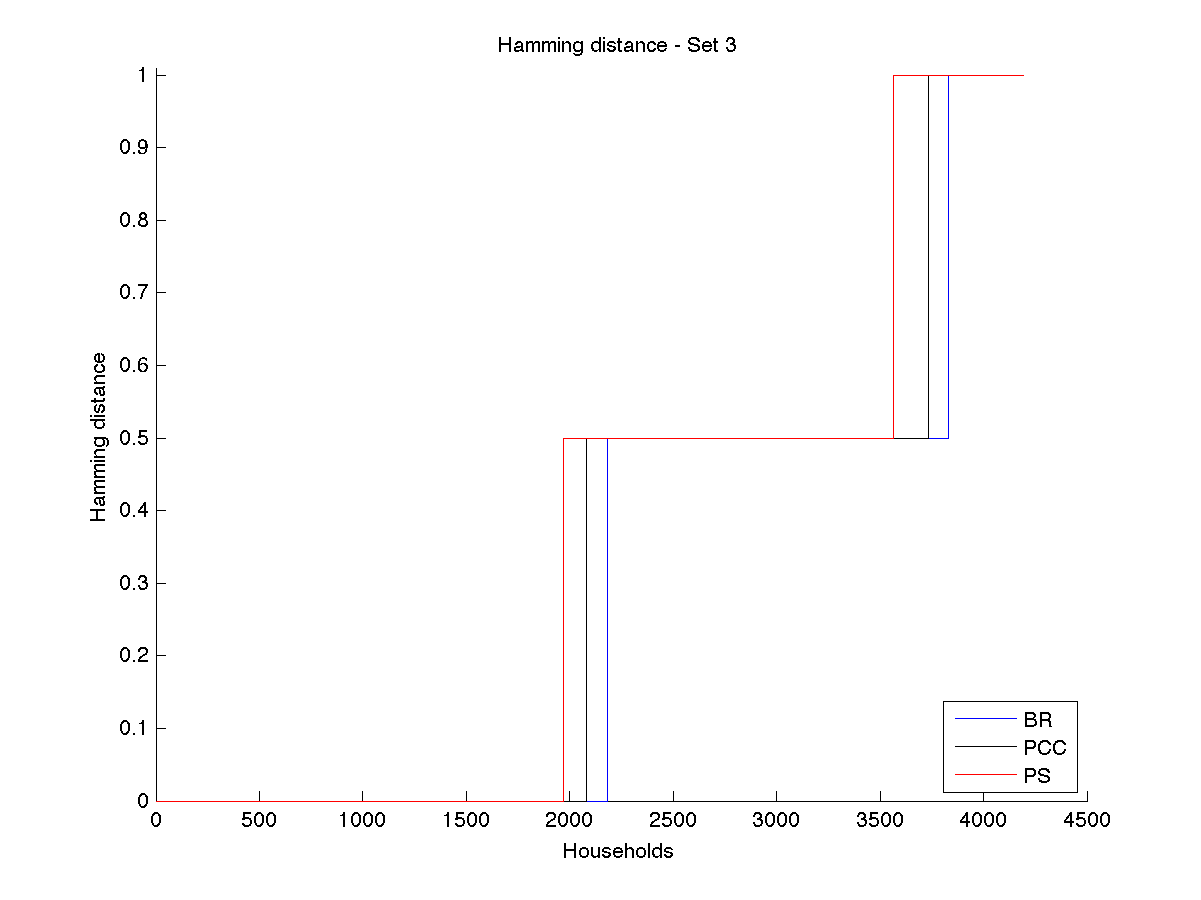 Hamming distance - Set 3
1
0.9
0.8
0.7
0.6
0.5
0.4
0.3
0.2
0.1
0
Hamming distance
0 500 1000 1500 2000 2500 3000 3500 4000 4500
Households
BR
PCC
PS